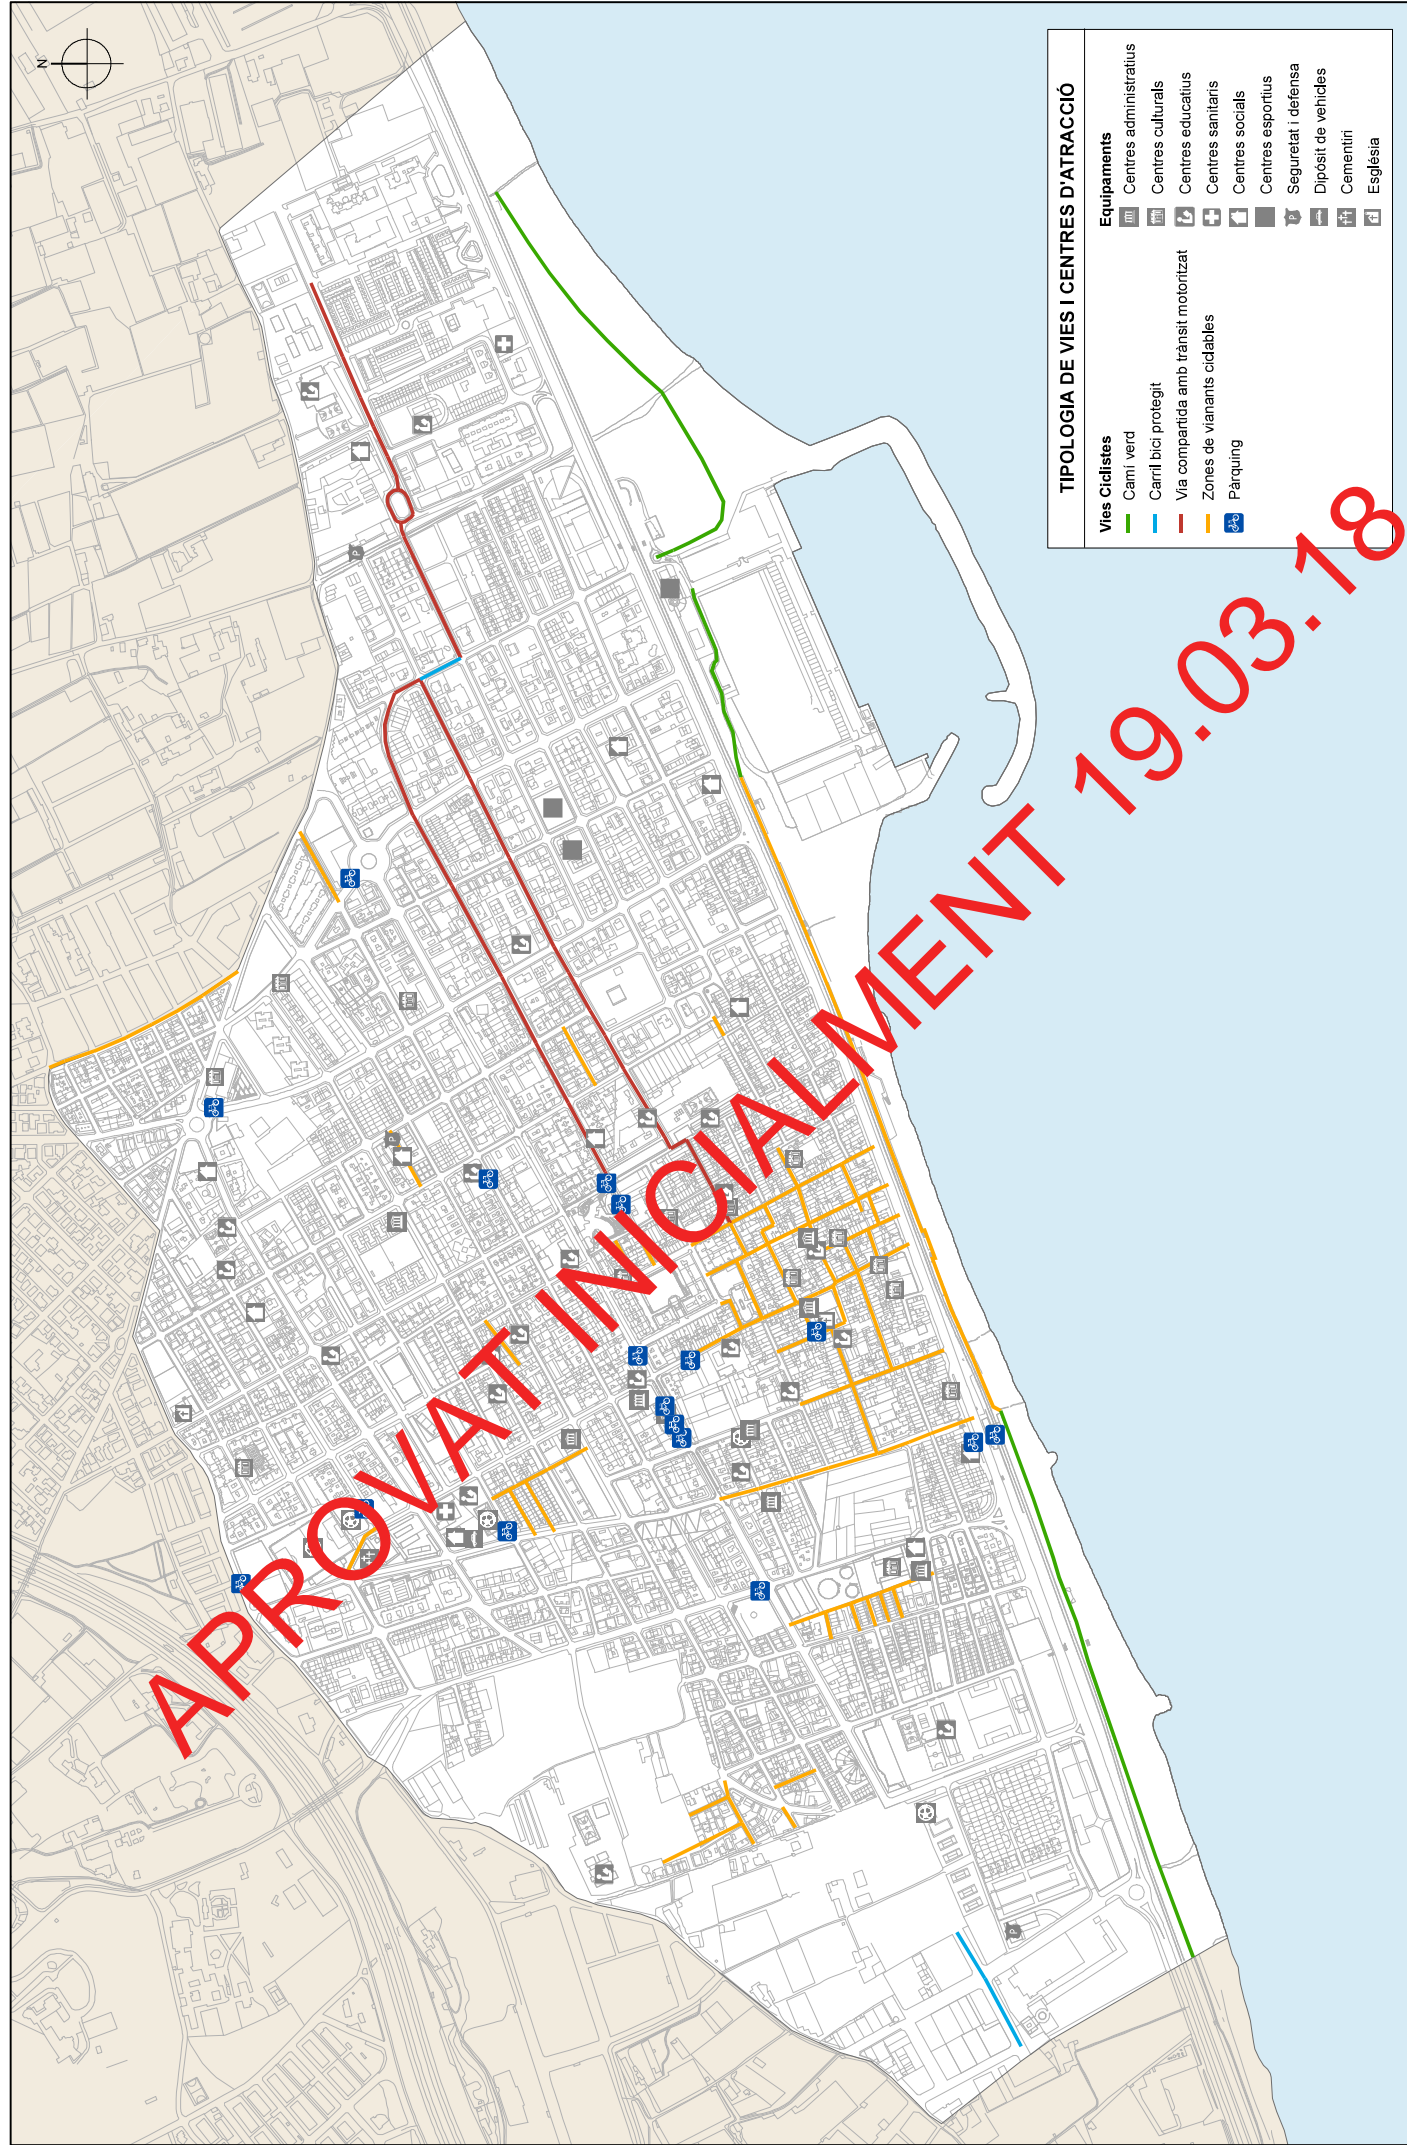 N
TIPOLOGIA DE VIES I CENTRES D'ATRACCIÓ
Vies Ciclistes
Camí verd
Carril bici protegit
Via compartida amb trànsit motoritzat
Zones de vianants ciclables
Pàrquing
Equipaments
Centres administratius
Centres culturals
Centres educatius
Centres sanitaris
Centres socials
Centres esportius
Seguretat i defensa
Dipòsit de vehicles
Cementiri
Església
APROVAT INICIALMENT 19.03.18